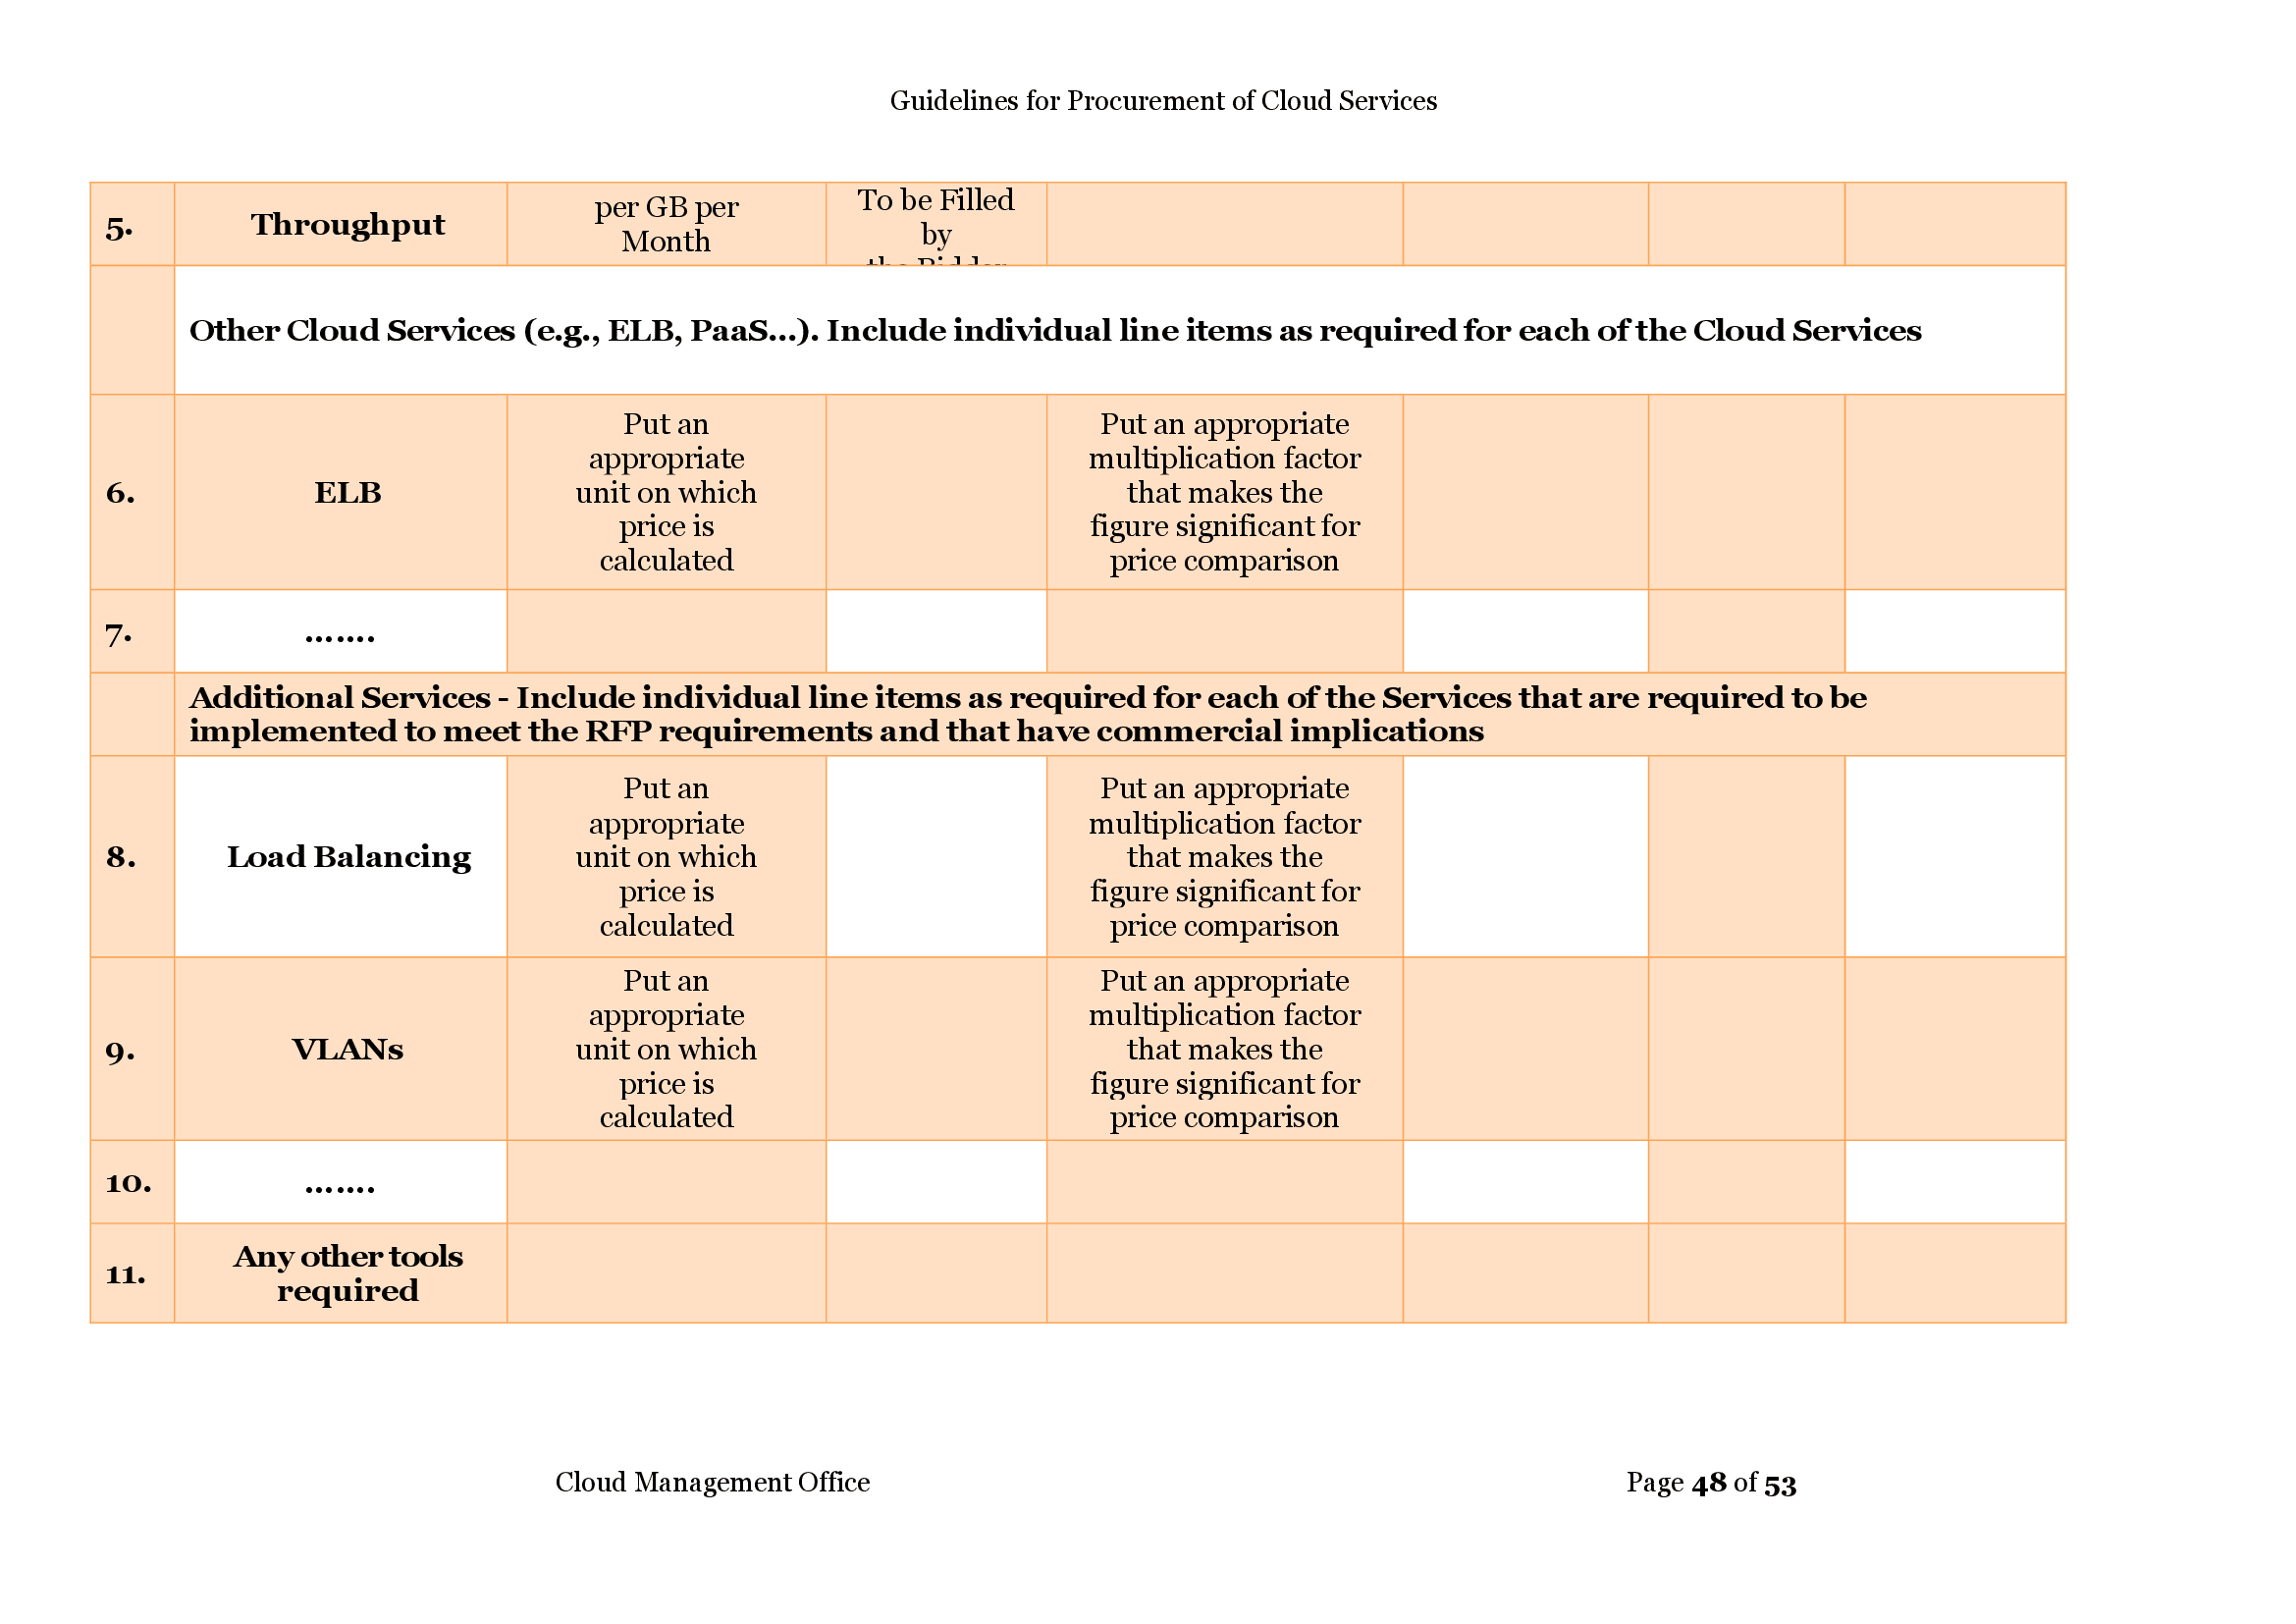 Guidelines for Procurement of Cloud Services
5. Throughput per GB per Month To be Filled by the Bidder
Other Cloud Services (e.g., ELB, PaaS...). Include individual line items as required for each of the Cloud Services
6. ELB
Put an
appropriate
unit on which
price is
calculated
Put an appropriate
multiplication factor
that makes the
figure significant for
price comparison
7. .......
Additional Services - Include individual line items as required for each of the Services that are required to be
implemented to meet the RFP requirements and that have commercial implications
8. Load Balancing
Put an
appropriate
unit on which
price is
calculated
Put an appropriate
multiplication factor
that makes the
figure significant for
price comparison
9. VLANs
Put an
appropriate
unit on which
price is
calculated
Put an appropriate
multiplication factor
that makes the
figure significant for
price comparison
10. .......
11. Any other tools
required
Cloud Management Office Page 48 of 53